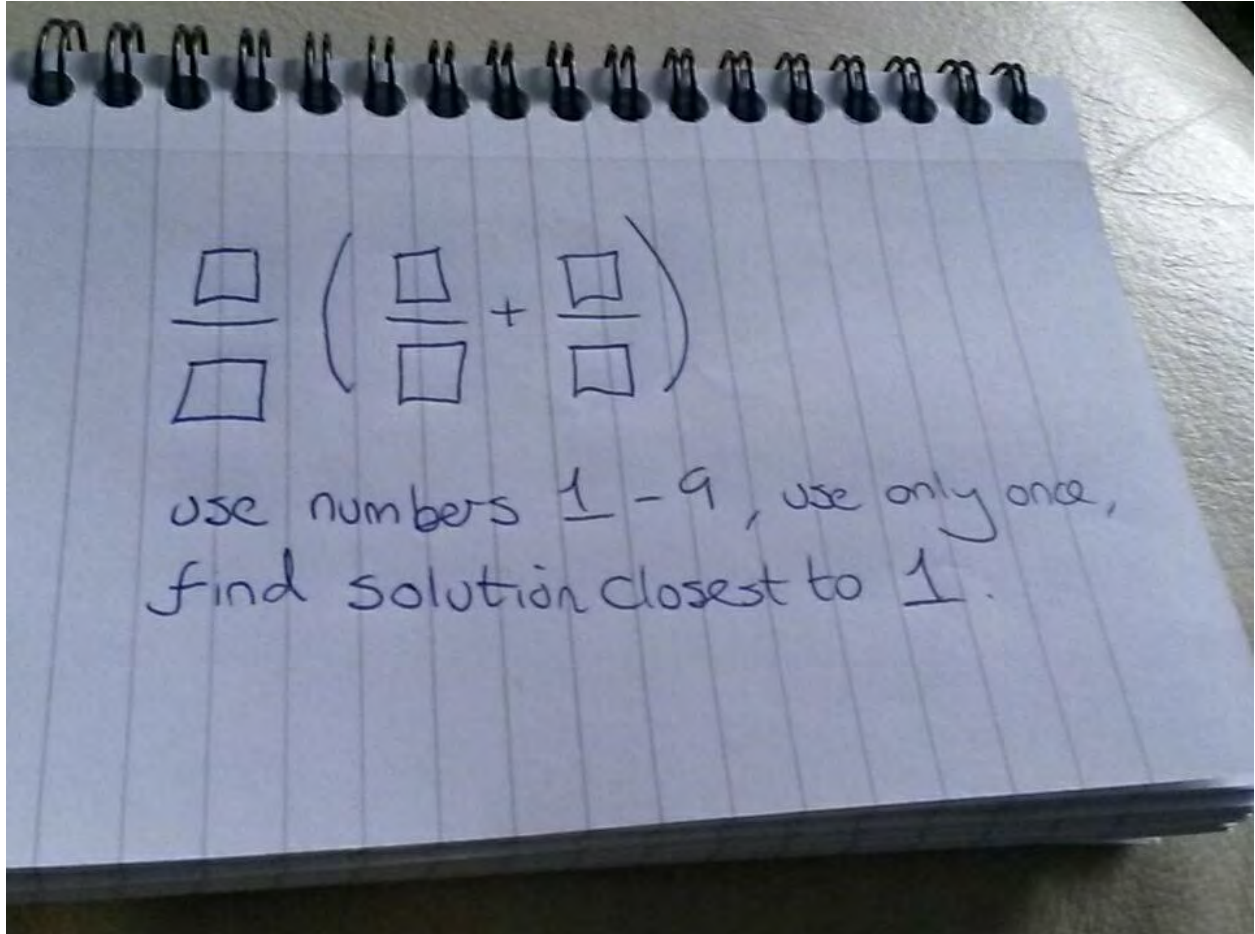 □/□ ( □/□ + □/□ )
use numbers 1 - 9, use only once,
find solution closest to 1.